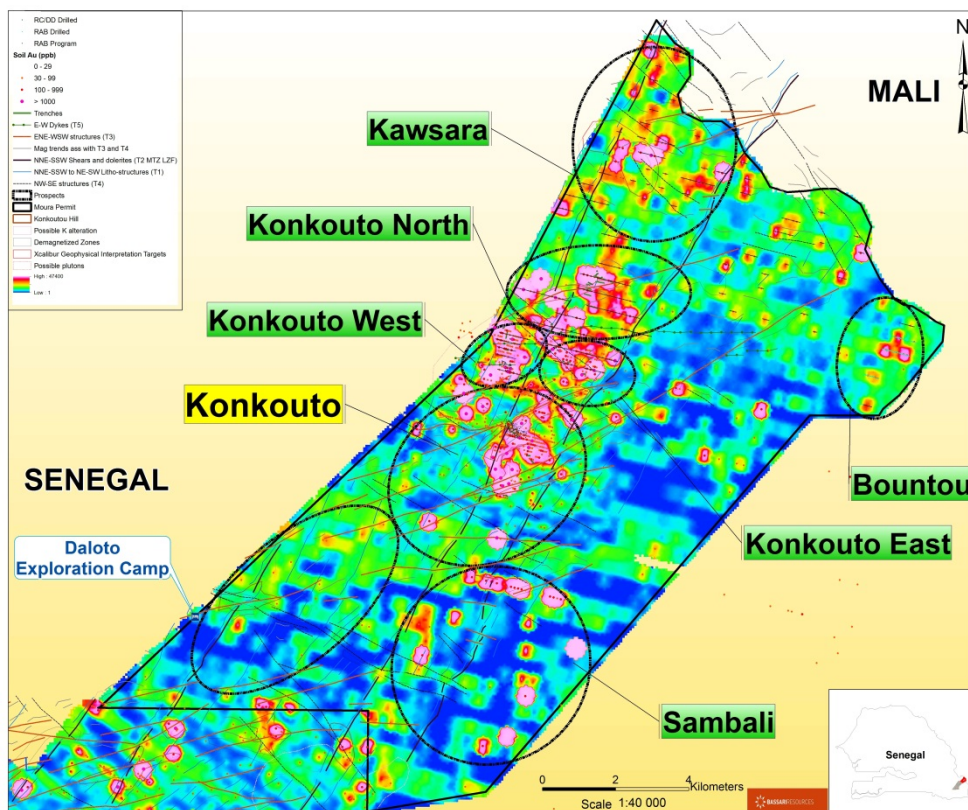 RC/DD Drilled
RAB Drilled
RAB Program
Soil Au (ppb)
0 - 29
30 - 99
100 - 999
> 1000
Trenches
E-W Dykes (T5)
ENE-WSW structures (T3)
Mag trends ass with T3 and T4
NNE-SSW Shears and dolerites (T2 MTZ LZF)
NNE-SSW to NE-SW Litho-structures (T1)
NW-SE structures (T4)
Prospects
Moura Permit
Konkoutou Hill
Possible K alteration
Demagnetized Zones
Xcalibur Geophysical Interpretation Targets
Possible plutons
High : 47400
Low : 1
N
MALI
Kawsara
Konkouto North
Konkouto West
Konkouto
SENEGAL
Bountou
Konkouto East
Daloto
Exploration Camp
Sambali
0 2 4
Kilometers
Scale 1:40 000
BASSARI RESOURCES
Senegal